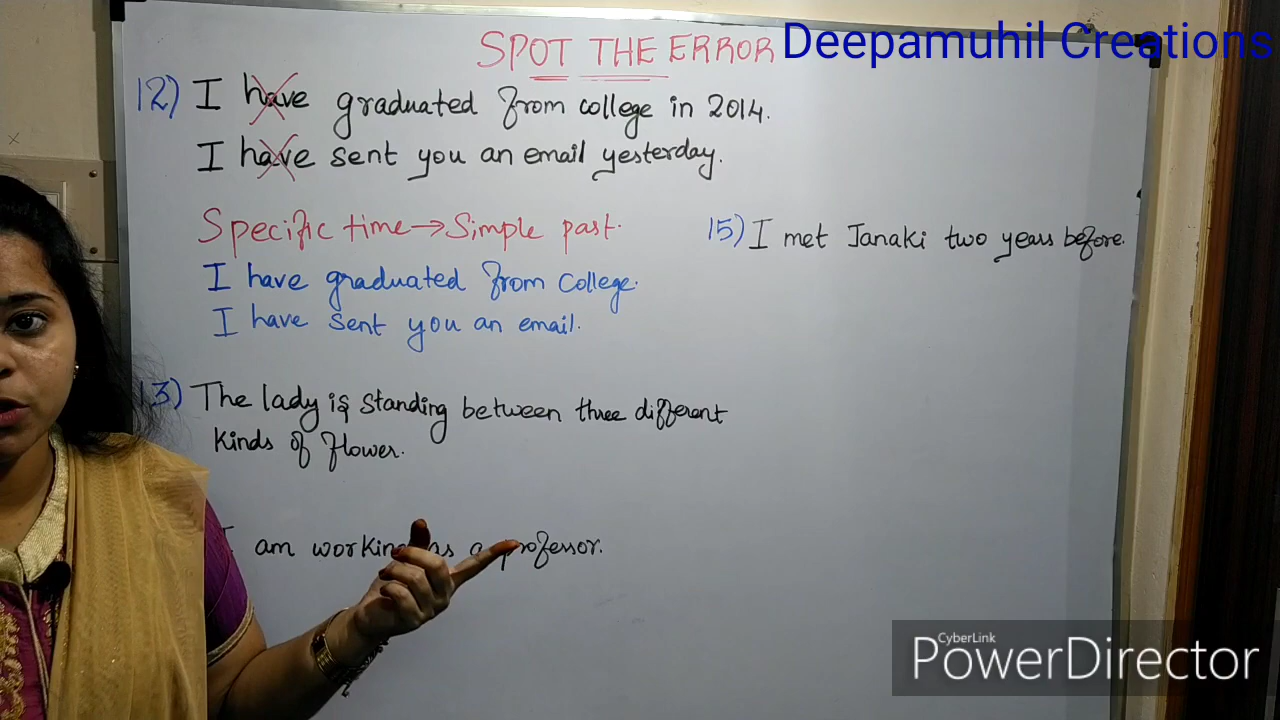 SPOT THE ERROR
Deepamuhil Creations
12) I have graduated from college in 2014.
I have sent you an email yesterday.
Specific time → Simple past.
I have graduated from College.
I have sent you an email.
13) The lady is standing between three different
kinds of flower.
I am working as a professor.
15) I met Janaki two years before.
CyberLink
PowerDirector